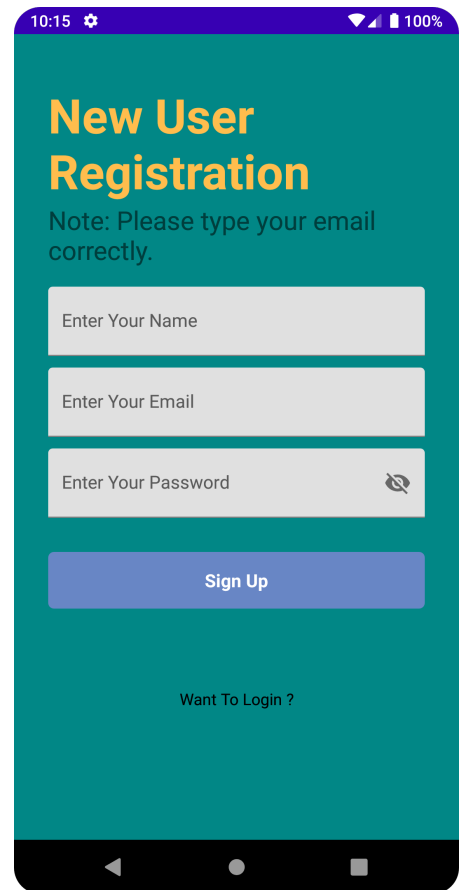 10:15 100%
New User
Registration
Note: Please type your email
correctly.
Enter Your Name
Enter Your Email
Enter Your Password
Sign Up
Want To Login ?